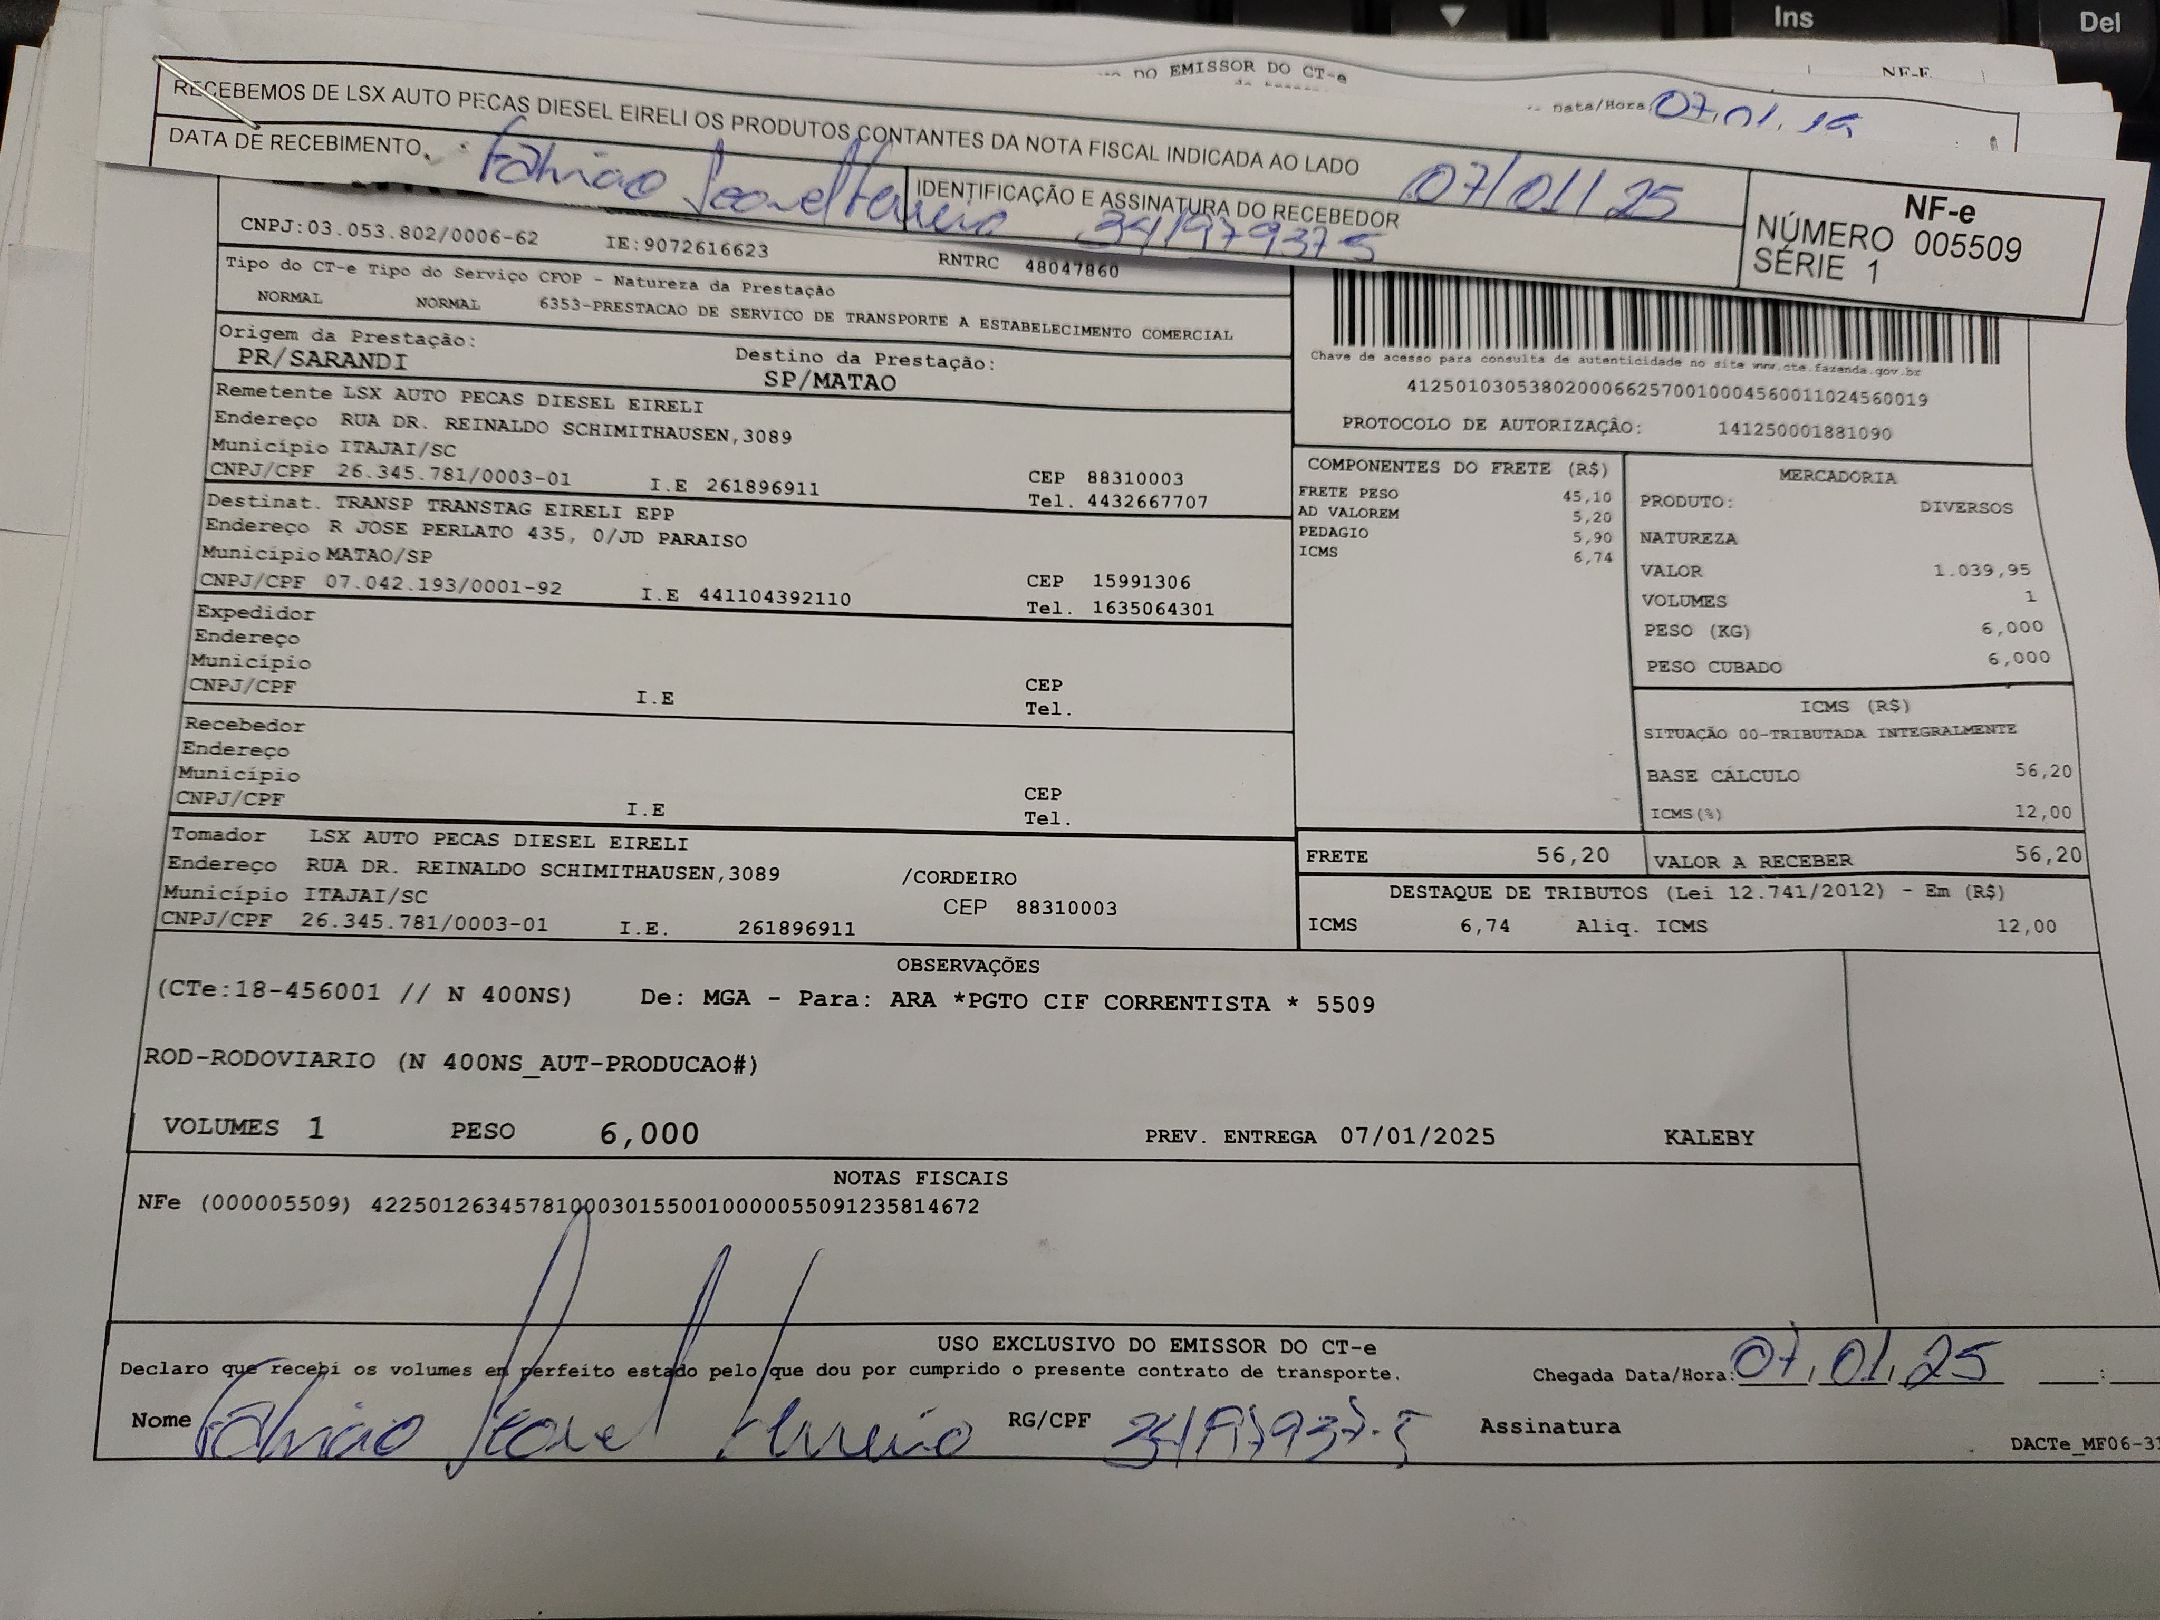 Ins
Del
DO EMISSOR DO CT-e
NF-E
Data/Hora
RECEBEMOS DE LSX AUTO PECAS DIESEL EIRELI OS PRODUTOS CONTANTES DA NOTA FISCAL INDICADA AO LADO
07/01/25
DATA DE RECEBIMENTO
IDENTIFICAÇÃO E ASSINATURA DO RECEBEDOR
NF-e
NÚMERO 005509
SÉRIE 1
CNPJ:03.053.802/0006-62 IE:9072616623 RNTRC 48047860
Tipo do CT-e Tipo do Serviço CFOP - Natureza da Prestação
NORMAL NORMAL 6353-PRESTACAO DE SERVICO DE TRANSPORTE A ESTABELECIMENTO COMERCIAL
Origem da Prestação: Destino da Prestação:
PR/SARANDI SP/MATAO
Chave de acesso para consulta de autenticidade no site www.cte.fazenda.gov.br
41250103053802000662570010004560011024560019
PROTOCOLO DE AUTORIZAÇÂO: 141250001881090
Remetente LSX AUTO PECAS DIESEL EIRELI
Endereço RUA DR. REINALDO SCHIMITHAUSEN,3089
Município ITAJAI/SC
CNPJ/CPF 26.345.781/0003-01 I.E 261896911 CEP 88310003
Tel. 4432667707
Destinat. TRANSP TRANSTAG EIRELI EPP
Endereço R JOSE PERLATO 435, 0/JD PARAISO
Município MATAO/SP
CNPJ/CPF 07.042.193/0001-92 I.E 441104392110 CEP 15991306
Tel. 1635064301
Expedidor
Endereço
Município
CNPJ/CPF I.E CEP
Tel.
Recebedor
Endereço
Município
CNPJ/CPF I.E CEP
Tel.
Tomador LSX AUTO PECAS DIESEL EIRELI
Endereço RUA DR. REINALDO SCHIMITHAUSEN,3089 /CORDEIRO
Município ITAJAI/SC CEP 88310003
CNPJ/CPF 26.345.781/0003-01 I.E. 261896911
COMPONENTES DO FRETE (R$)
FRETE PESO 45,10
AD VALOREM 5,20
PEDAGIO 5,90
ICMS 6,74
MERCADORIA
PRODUTO: DIVERSOS
NATUREZA
VALOR 1.039,95
VOLUMES 1
PESO (KG) 6,000
PESO CUBADO 6,000
ICMS (R$)
SITUAÇÃO 00-TRIBUTADA INTEGRALMENTE
BASE CÁLCULO 56,20
ICMS(%) 12,00
FRETE 56,20 VALOR A RECEBER 56,20
DESTAQUE DE TRIBUTOS (Lei 12.741/2012) - Em (R$)
ICMS 6,74 Aliq. ICMS 12,00
OBSERVAÇÕES
(CTe:18-456001 // N 400NS) De: MGA - Para: ARA *PGTO CIF CORRENTISTA * 5509
ROD-RODOVIARIO (N 400NS_AUT-PRODUCAO#)
VOLUMES 1 PESO 6,000 PREV. ENTREGA 07/01/2025 KALEBY
NOTAS FISCAIS
NFe (000005509) 42250126345781000301550010000055091235814672
USO EXCLUSIVO DO EMISSOR DO CT-e
Declaro que recebi os volumes em perfeito estado pelo que dou por cumprido o presente contrato de transporte. Chegada Data/Hora: 07,01,25
Nome RG/CPF Assinatura